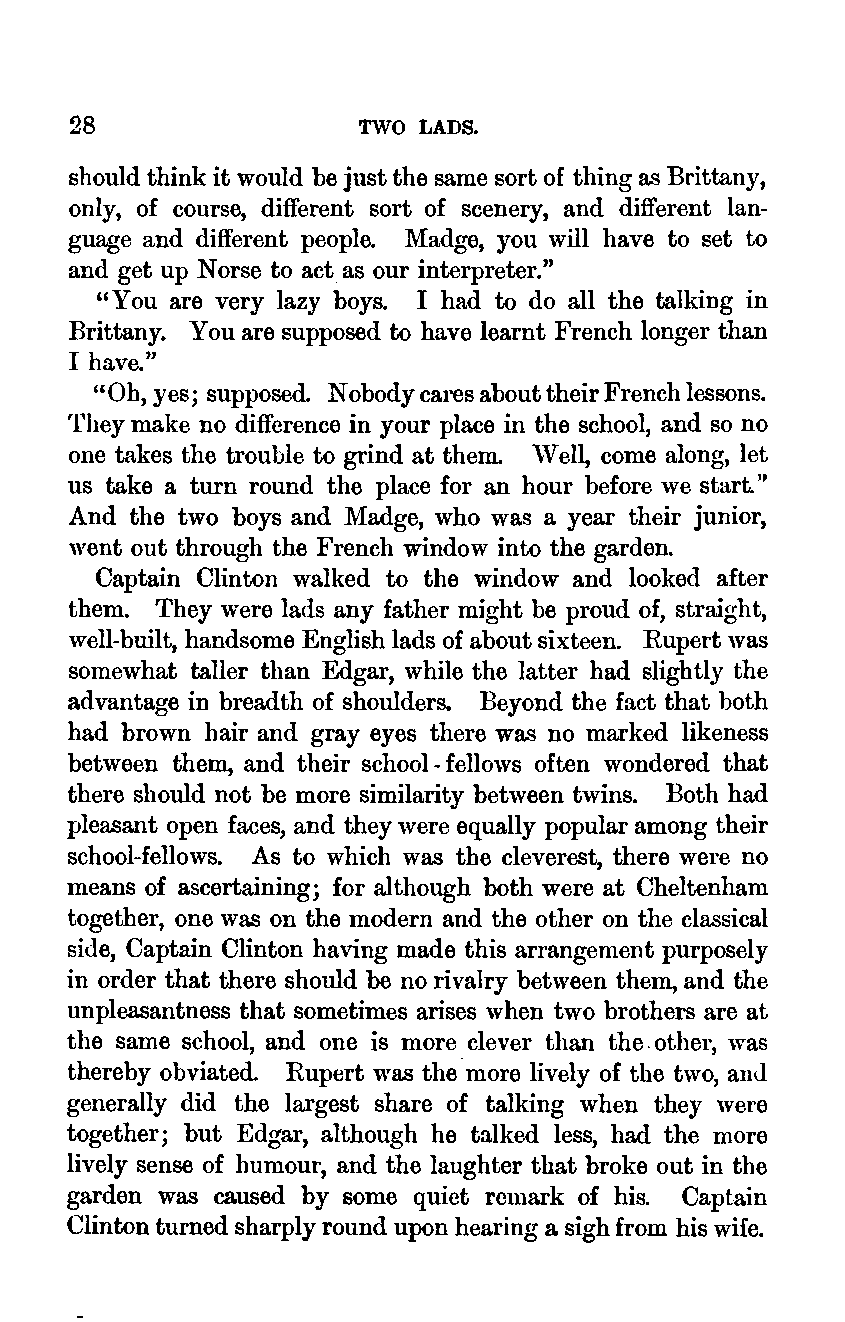 28 TWO LADS.
should think it would be just the same sort of thing as Brittany,
only, of course, different sort of scenery, and different lan-
guage and different people. Madge, you will have to set to
and get up Norse to act as our interpreter."
"You are very lazy boys. I had to do all the talking in
Brittany. You are supposed to have learnt French longer than
I have."
"Oh, yes; supposed. Nobody cares about their French lessons.
They make no difference in your place in the school, and so no
one takes the trouble to grind at them. Well, come along, let
us take a turn round the place for an hour before we start."
And the two boys and Madge, who was a year their junior,
went out through the French window into the garden.
Captain Clinton walked to the window and looked after
them. They were lads any father might be proud of, straight,
well-built, handsome English lads of about sixteen. Rupert was
somewhat taller than Edgar, while the latter had slightly the
advantage in breadth of shoulders. Beyond the fact that both
had brown hair and gray eyes there was no marked likeness
between them, and their school-fellows often wondered that
there should not be more similarity between twins. Both had
pleasant open faces, and they were equally popular among their
school-fellows. As to which was the cleverest, there were no
means of ascertaining; for although both were at Cheltenham
together, one was on the modern and the other on the classical
side, Captain Clinton having made this arrangement purposely
in order that there should be no rivalry between them, and the
unpleasantness that sometimes arises when two brothers are at
the same school, and one is more clever than the other, was
thereby obviated. Rupert was the more lively of the two, and
generally did the largest share of talking when they were
together; but Edgar, although he talked less, had the more
lively sense of humour, and the laughter that broke out in the
garden was caused by some quiet remark of his. Captain
Clinton turned sharply round upon hearing a sigh from his wife.